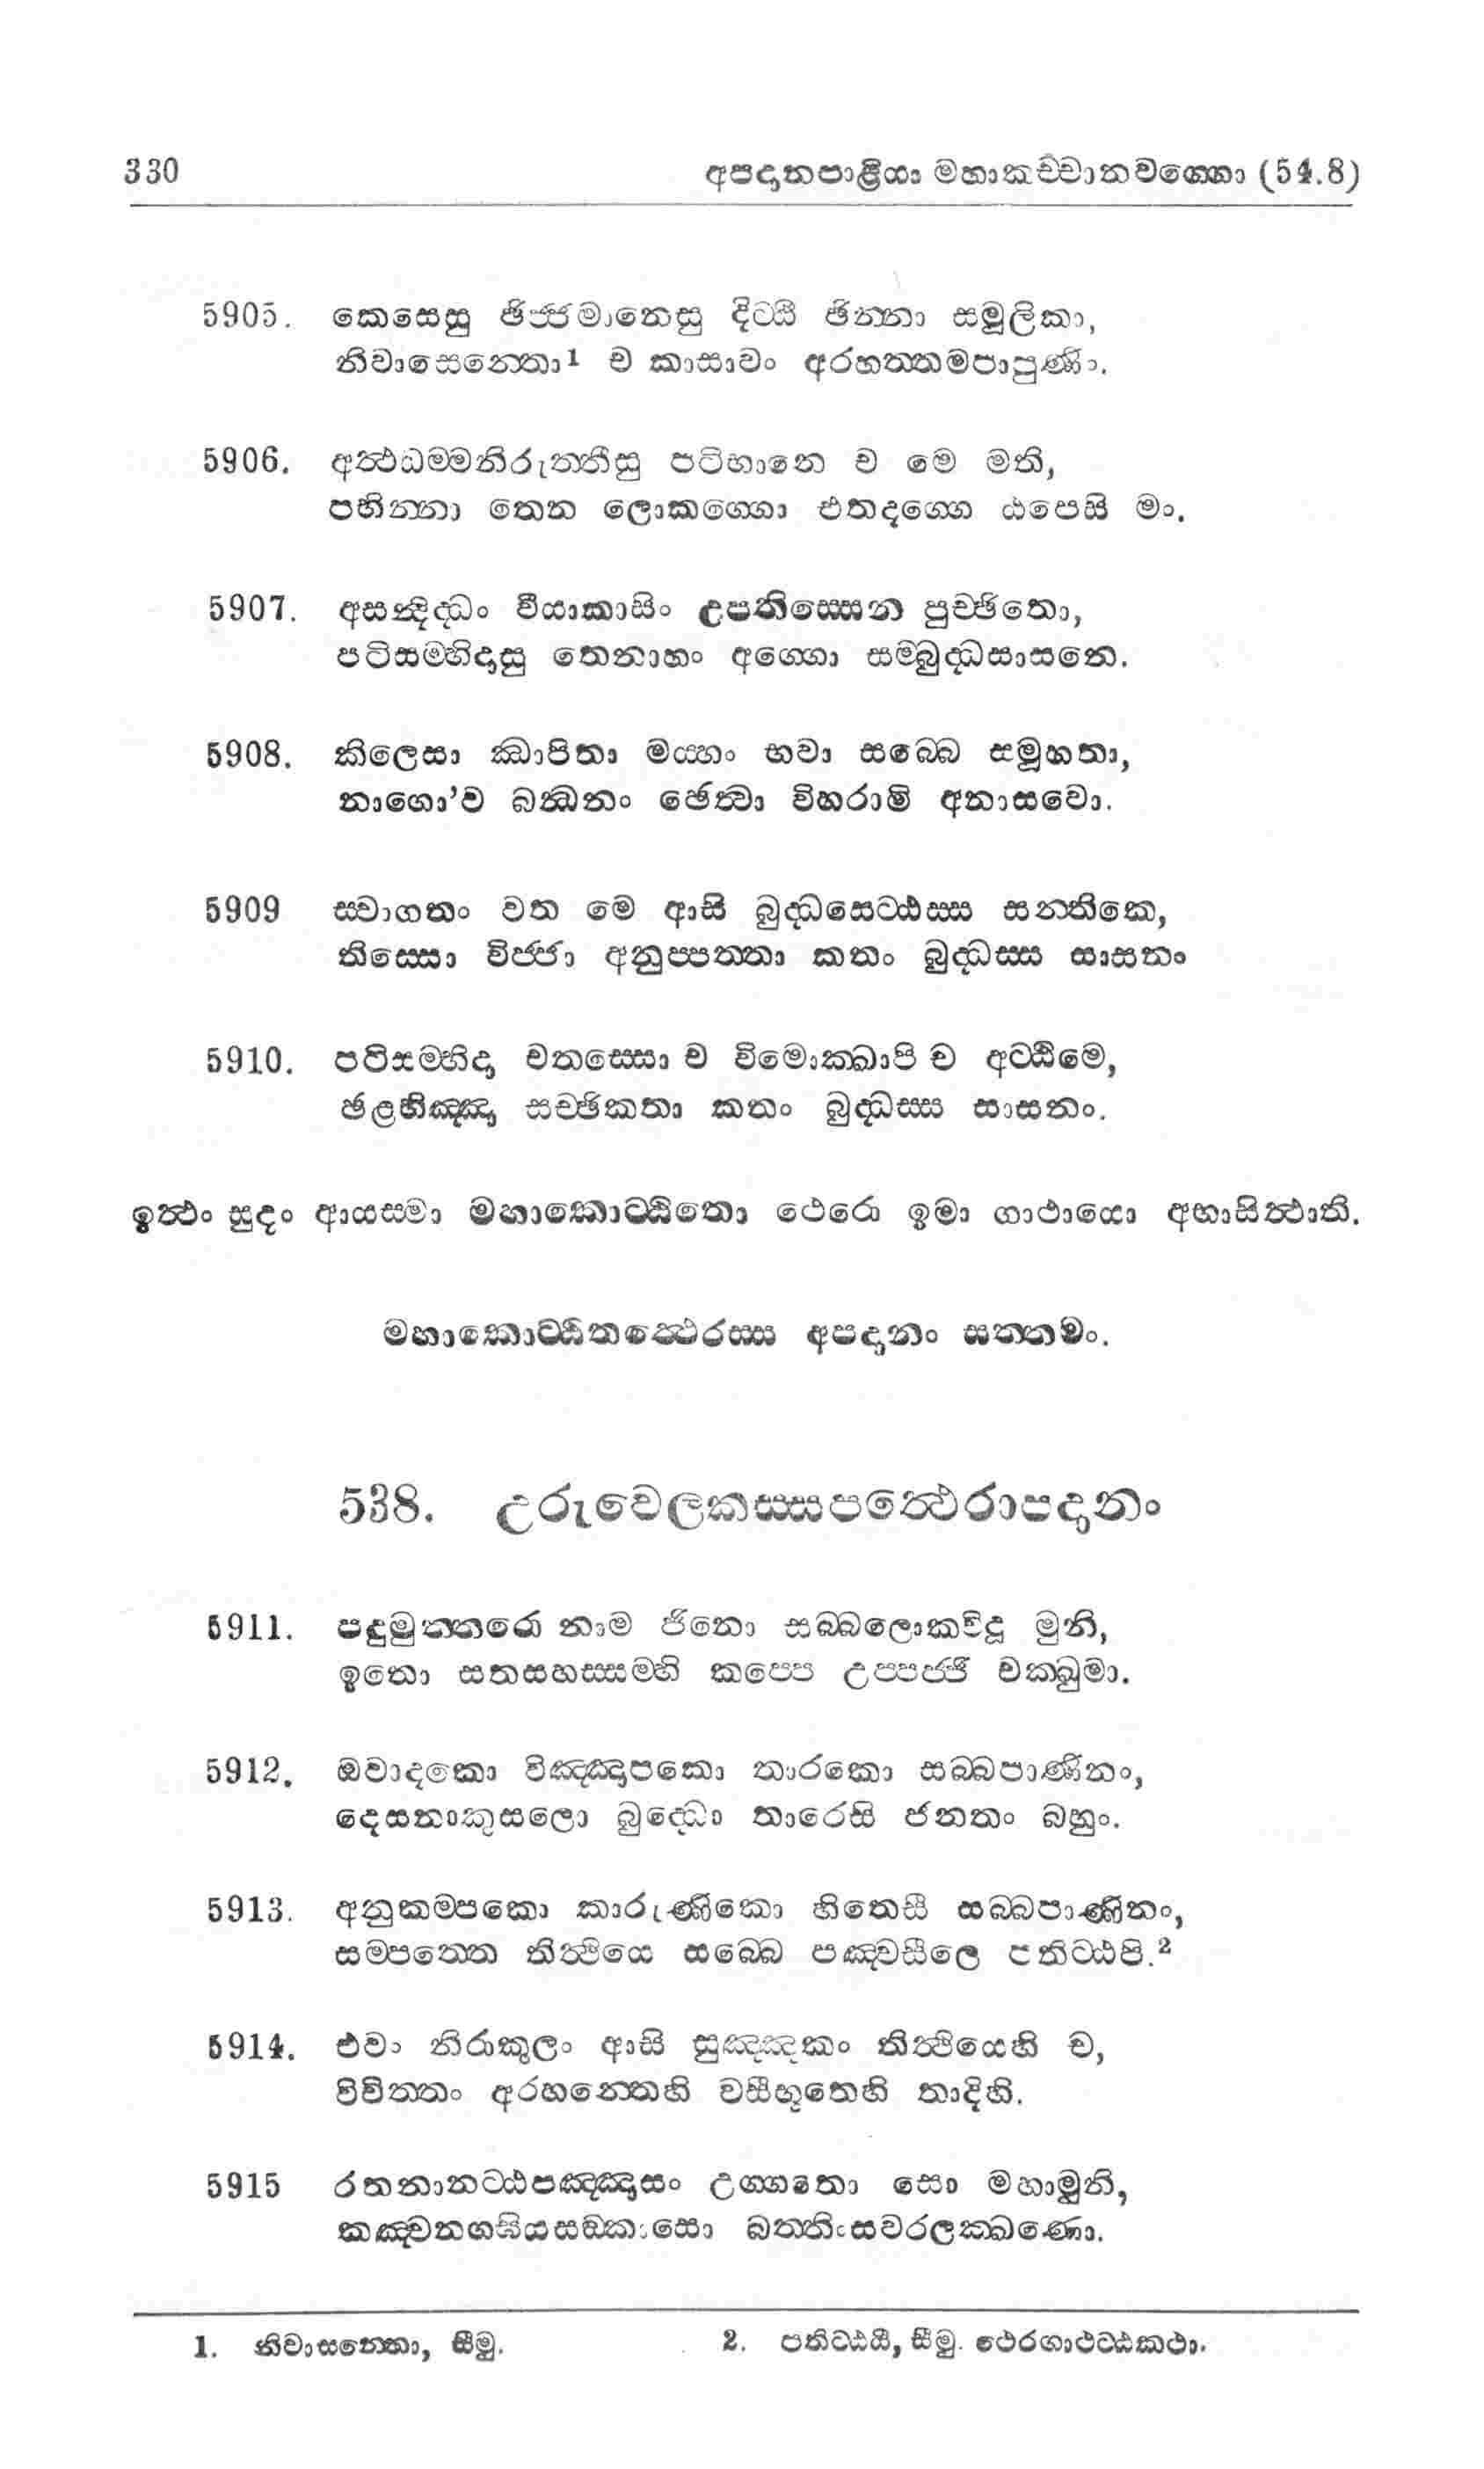 330 අපදානපාළියා මහාකච්චානවග්ගො (54.8)
5905. කෙසෙසු ඡිජ්ජමානෙසු දිට්ඨි ඡින්නා සමූලිකා,
නිවාසෙන්තො1 ච කාසාවං අරහත්තමපාපුණිං.
5906. අත්ථධම්මනිරුත්තීසු පටිභානෙ ච මෙ මති,
පභින්නා තෙන ලොකග්ගො එතදග්ගෙ ඨපෙසි මං.
5907. අසන්දිද්ධං වීයාකාසිං උපතිස්සෙන පුච්ඡිතො,
පටිසම්භිදාසු තෙනාහං අග්ගො සම්බුද්ධසාසනෙ.
5908. කිලෙසා ඣාපිතා මය්හං භවා සබ්බෙ සමූහතා,
නාගො'ව බන්ධනං ඡෙත්වා විහරාමි අනාසවො.
5909 ස්වාගතං වත මෙ ආසි බුද්ධසෙට්ඨස්ස සන්තිකෙ,
තිස්සො විජ්ජා අනුප්පත්තා කතං බුද්ධස්ස සාසනං
5910. පටිසම්භිදා චතස්සො ච විමොක්ඛාපි ච අට්ඨිමෙ,
ඡළභිඤ්ඤා සච්ඡිකතා කතං බුද්ධස්ස සාසනං.
ඉත්ථං සුදං ආයස්මා මහාකොට්ඨිතො ථෙරො ඉමා ගාථායො අභාසිත්ථාති.
මහාකොට්ඨිතත්ථෙරස්ස අපදානං සත්තමං.
538. උරුවෙලකස්සපත්ථෙරාපදානං
5911. පදුමුත්තරො නාම ජිනො සබ්බලොකවිදූ මුනි,
ඉතො සතසහස්සම්හි කප්පෙ උප්පජ්ජි චක්ඛුමා.
5912. ඔවාදකො විඤ්ඤාපකො තාරකො සබ්බපාණිනං,
දෙසනාකුසලො බුද්ධො තාරෙසි ජනතං බහුං.
5913. අනුකම්පකො කාරුණිකො හිතෙසී සබ්බපාණිනං,
සම්පත්තෙ තිත්ථියෙ සබ්බෙ පඤ්චසීලෙ පතිට්ඨපි.2
5914. එවං නිරාකුලං ආසි සුඤ්ඤකං තිත්ථියෙහි ච,
විචිත්තං අරහන්තෙහි වසීභූතෙහි තාදිහි.
5915 රතනානට්ඨපඤ්ඤාසං උග්ගතො සො මහාමුනි,
කඤ්චනග්ඝියසඞ්කාසො බත්තිංසවරලක්ඛණො.
1. නිවාසන්තො, සීමු.
2. පතිට්ඨයි, සීමු. ථෙරගාථට්ඨකථා.